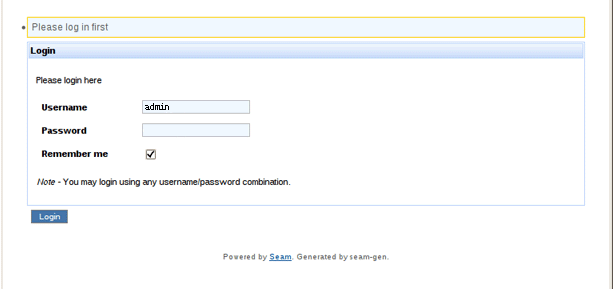 Please log in first
Login
Please login here
Username admin
Password
Remember me
Note - You may login using any username/password combination.
Login
Powered by Seam. Generated by seam-gen.